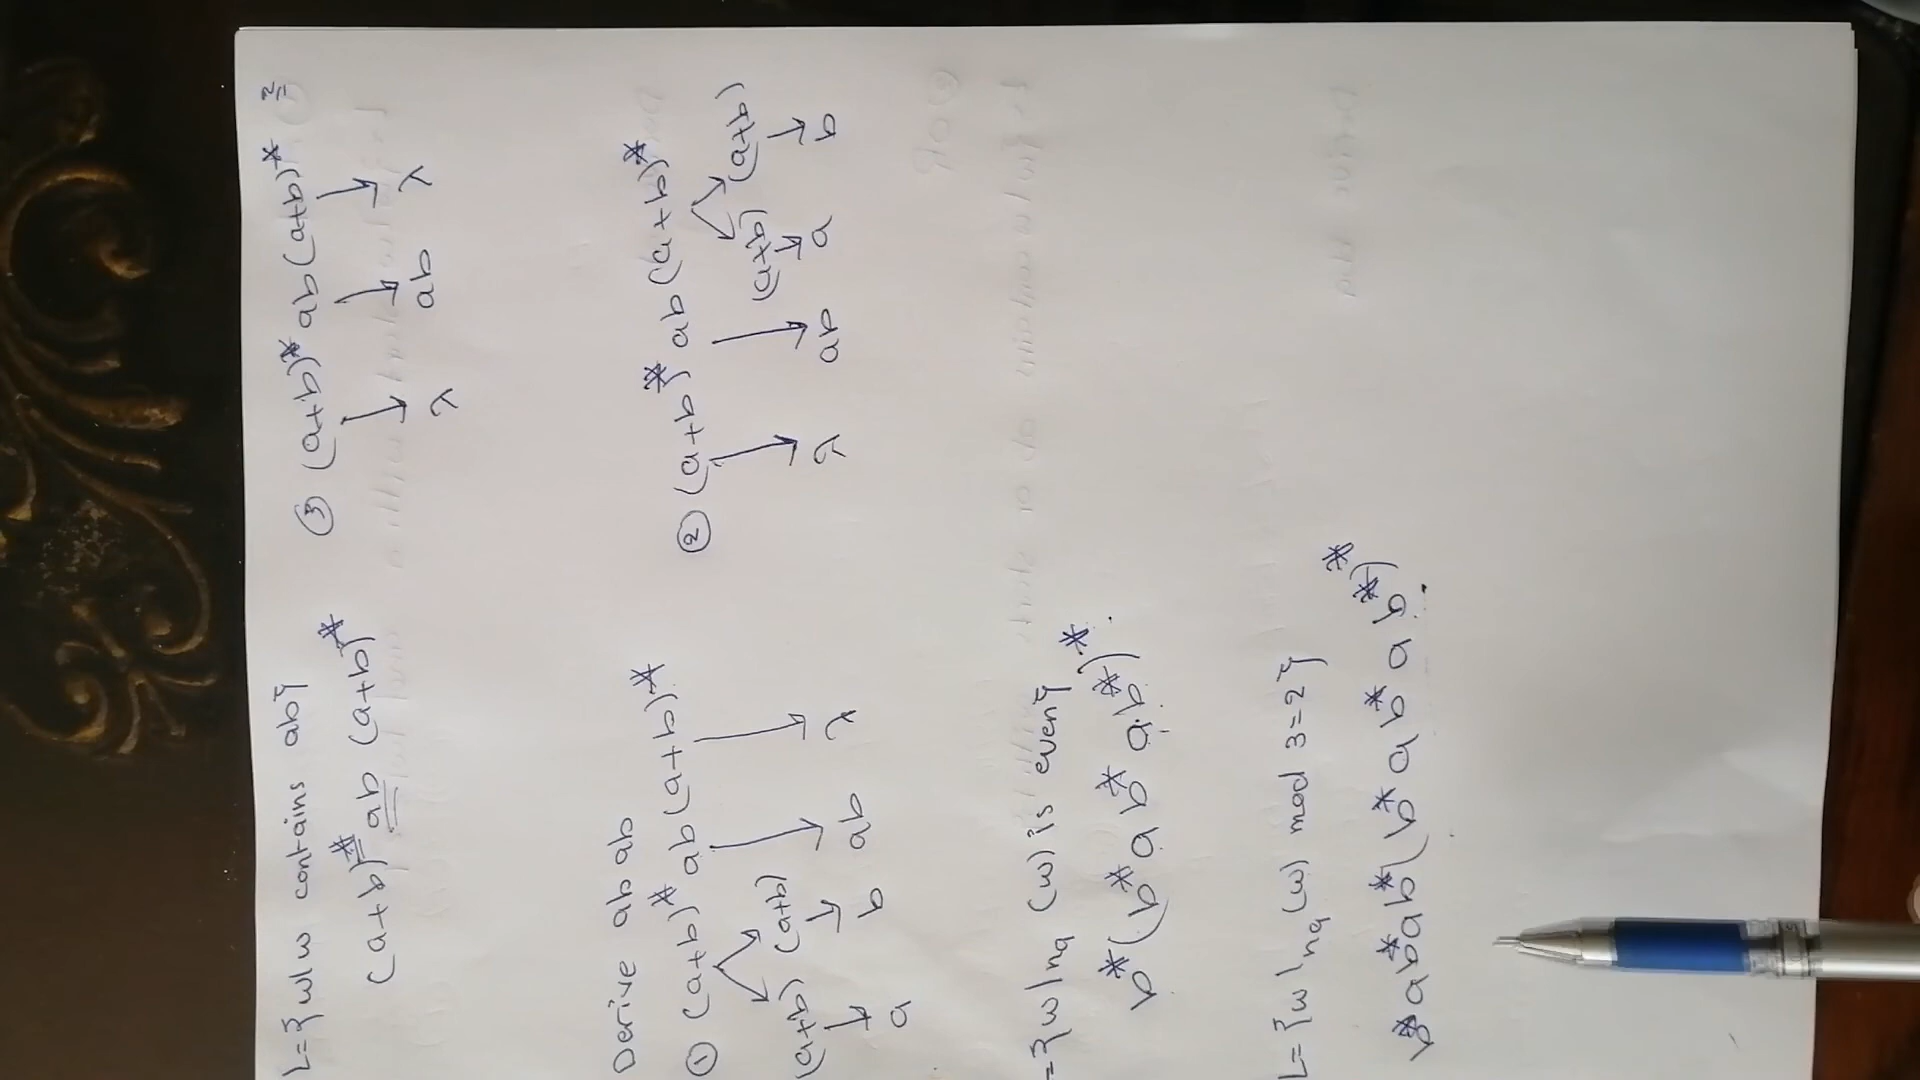 L={w|w contains ab}
(a+b)* ab (a+b)*
③ (a+b)* ab (a+b)* =
λ ab λ
Derive ab ab
① (a+b)* ab (a+b)*
(a+b) (a+b)
a b ab λ
② (a+b)* ab (a+b)*
(a+b) (a+b)
λ ab a b
={w|na (w) is even}
b*(b* a b* a b*)*.
L={w|na (w) mod 3=2}
b*ab*ab*(b*ab*ab*ab*)*.